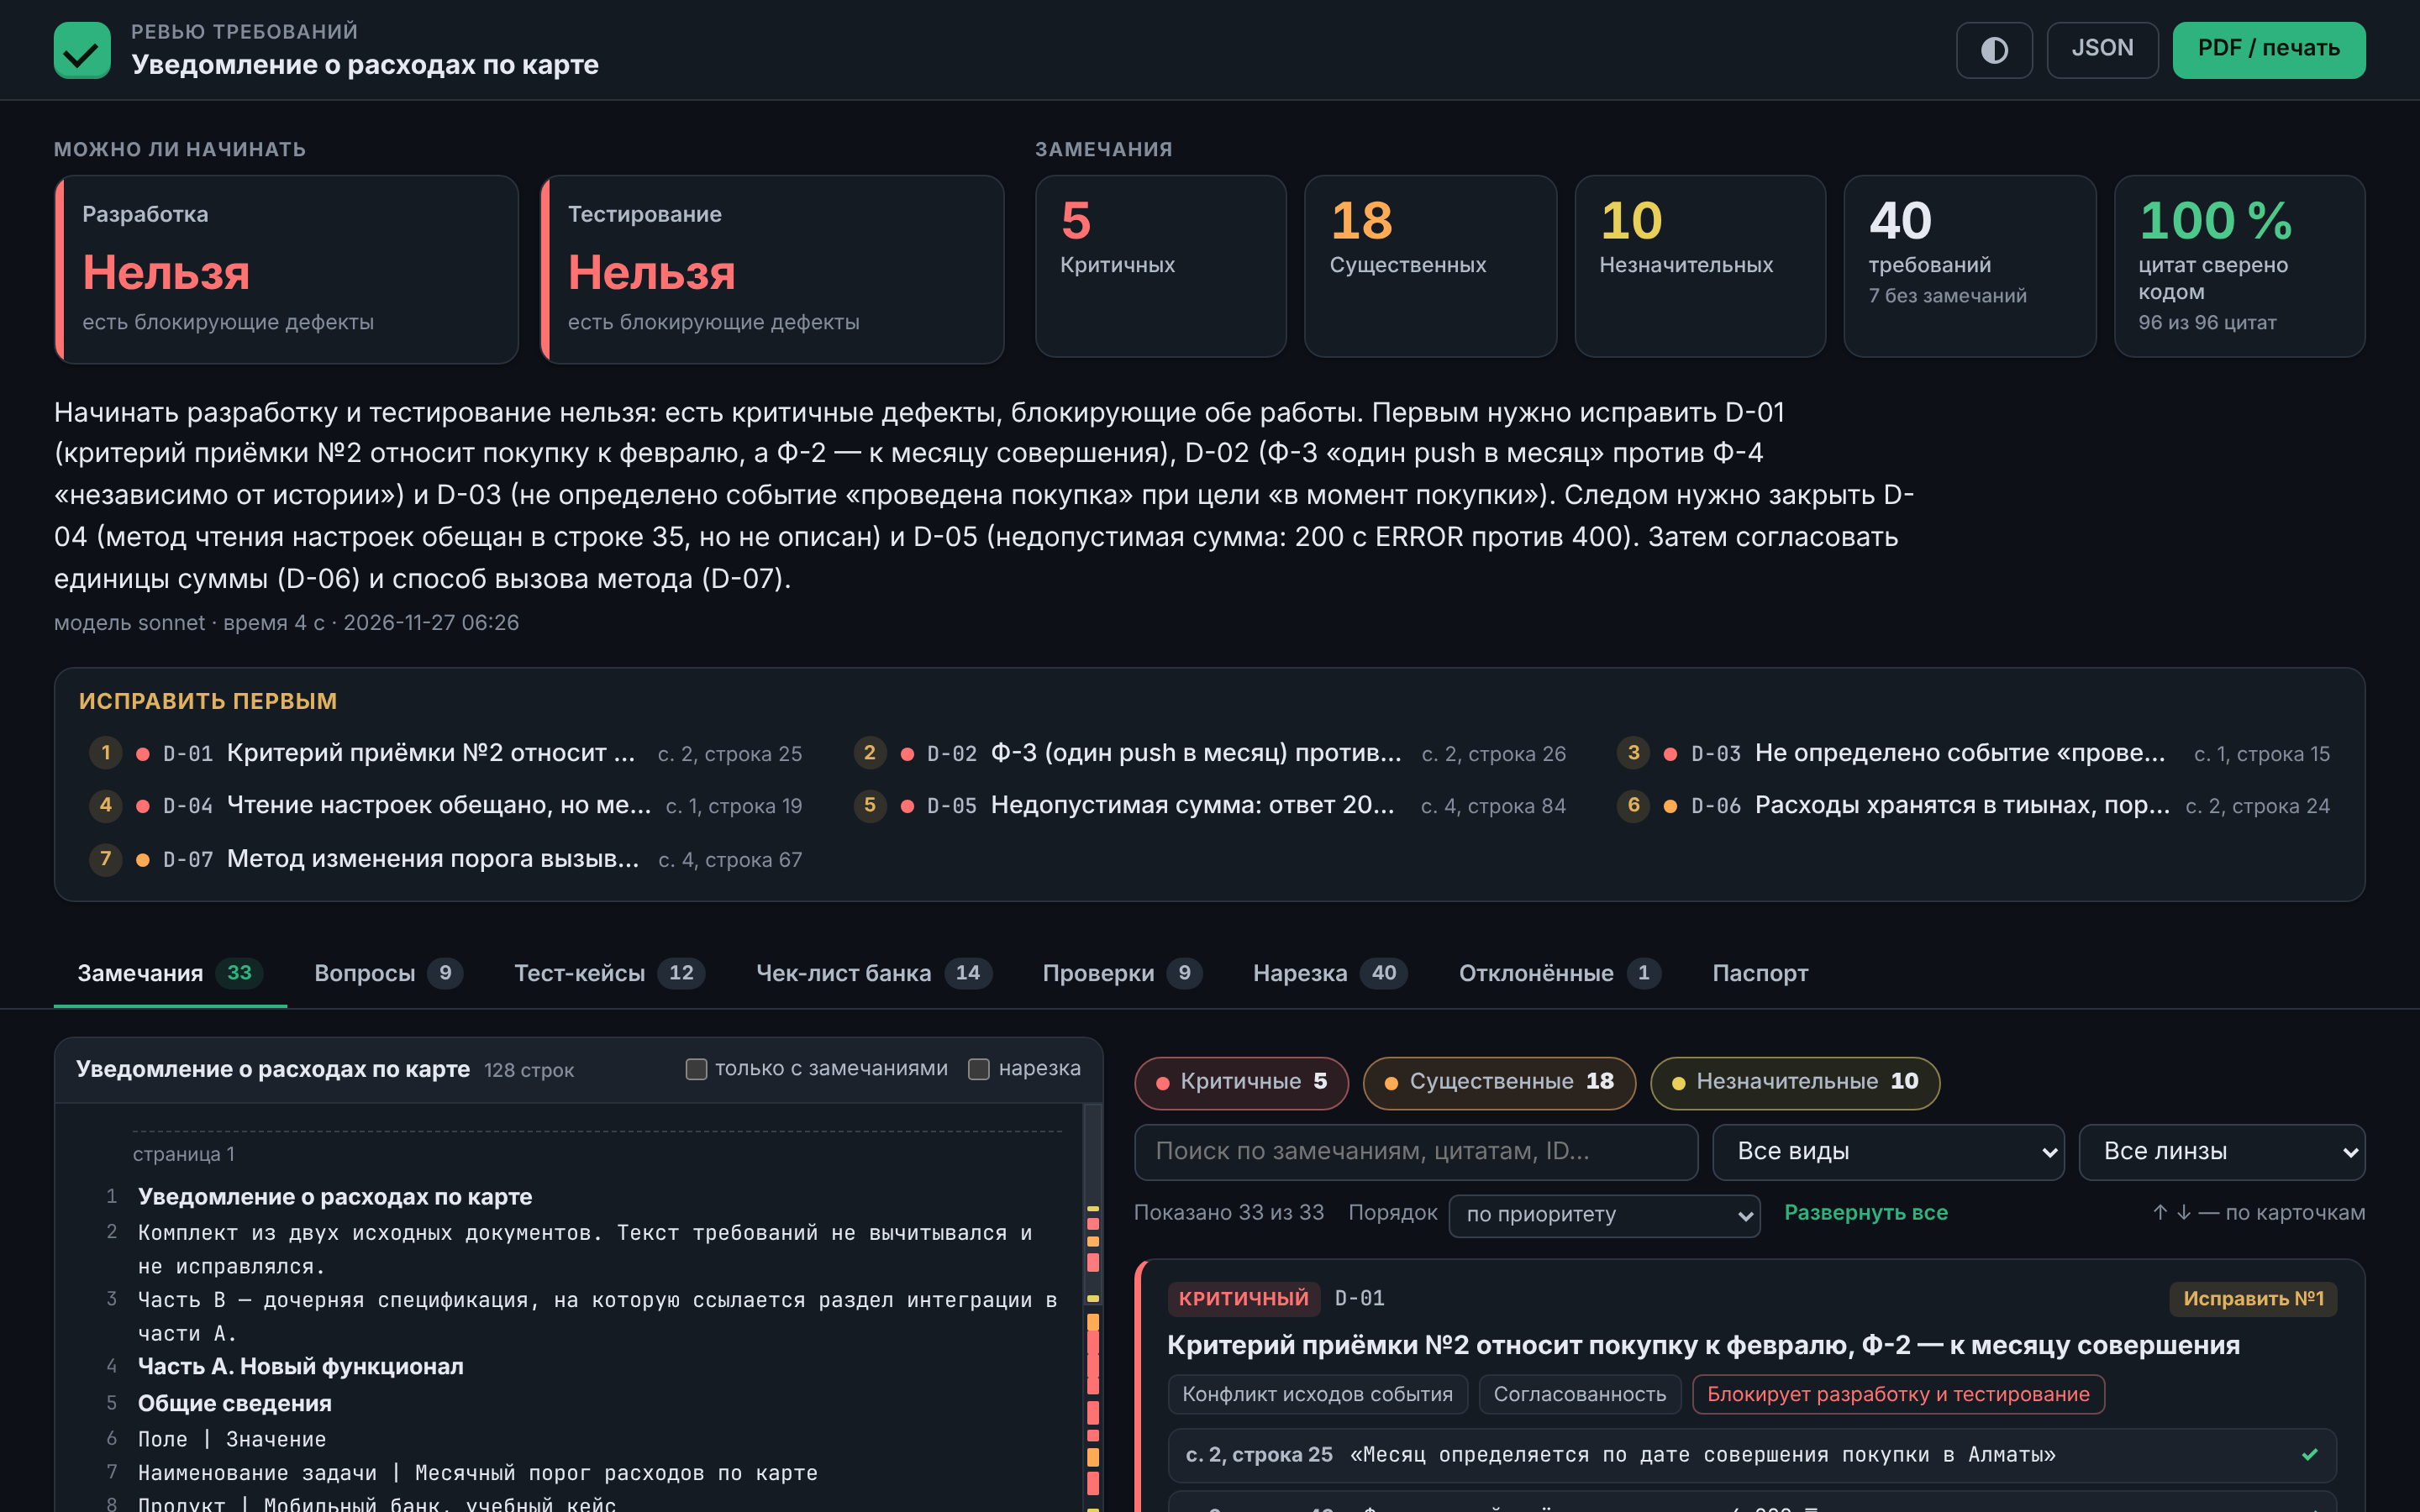 РЕВЬЮ ТРЕБОВАНИЙ
Уведомление о расходах по карте
JSON
PDF / печать
МОЖНО ЛИ НАЧИНАТЬ
Разработка
Нельзя
есть блокирующие дефекты
Тестирование
Нельзя
есть блокирующие дефекты
ЗАМЕЧАНИЯ
5
Критичных
18
Существенных
10
Незначительных
40
требований
7 без замечаний
100 %
цитат сверено
кодом
96 из 96 цитат
Начинать разработку и тестирование нельзя: есть критичные дефекты, блокирующие обе работы. Первым нужно исправить D-01
(критерий приёмки №2 относит покупку к февралю, а Ф-2 — к месяцу совершения), D-02 (Ф-3 «один push в месяц» против Ф-4
«независимо от истории») и D-03 (не определено событие «проведена покупка» при цели «в момент покупки»). Следом нужно закрыть D-
04 (метод чтения настроек обещан в строке 35, но не описан) и D-05 (недопустимая сумма: 200 с ERROR против 400). Затем согласовать
единицы суммы (D-06) и способ вызова метода (D-07).
модель sonnet · время 4 с · 2026-11-27 06:26
ИСПРАВИТЬ ПЕРВЫМ
1 D-01 Критерий приёмки №2 относит ... с. 2, строка 25
2 D-02 Ф-3 (один push в месяц) против... с. 2, строка 26
3 D-03 Не определено событие «прове... с. 1, строка 15
4 D-04 Чтение настроек обещано, но ме... с. 1, строка 19
5 D-05 Недопустимая сумма: ответ 20... с. 4, строка 84
6 D-06 Расходы хранятся в тиынах, пор... с. 2, строка 24
7 D-07 Метод изменения порога вызыв... с. 4, строка 67
Замечания 33 Вопросы 9 Тест-кейсы 12 Чек-лист банка 14 Проверки 9 Нарезка 40 Отклонённые 1 Паспорт
Уведомление о расходах по карте 128 строк только с замечаниями нарезка
страница 1
1 Уведомление о расходах по карте
2 Комплект из двух исходных документов. Текст требований не вычитывался и
не исправлялся.
3 Часть B — дочерняя спецификация, на которую ссылается раздел интеграции в
части A.
4 Часть A. Новый функционал
5 Общие сведения
6 Поле | Значение
7 Наименование задачи | Месячный порог расходов по карте
8 Продукт | Мобильный банк, учебный кейс
Критичные 5 Существенные 18 Незначительные 10
Поиск по замечаниям, цитатам, ID...
Все виды
Все линзы
Показано 33 из 33 Порядок по приоритету Развернуть все ↑ ↓ — по карточкам
КРИТИЧНЫЙ D-01 Исправить №1
Критерий приёмки №2 относит покупку к февралю, Ф-2 — к месяцу совершения
Конфликт исходов события Согласованность Блокирует разработку и тестирование
с. 2, строка 25 «Месяц определяется по дате совершения покупки в Алматы»